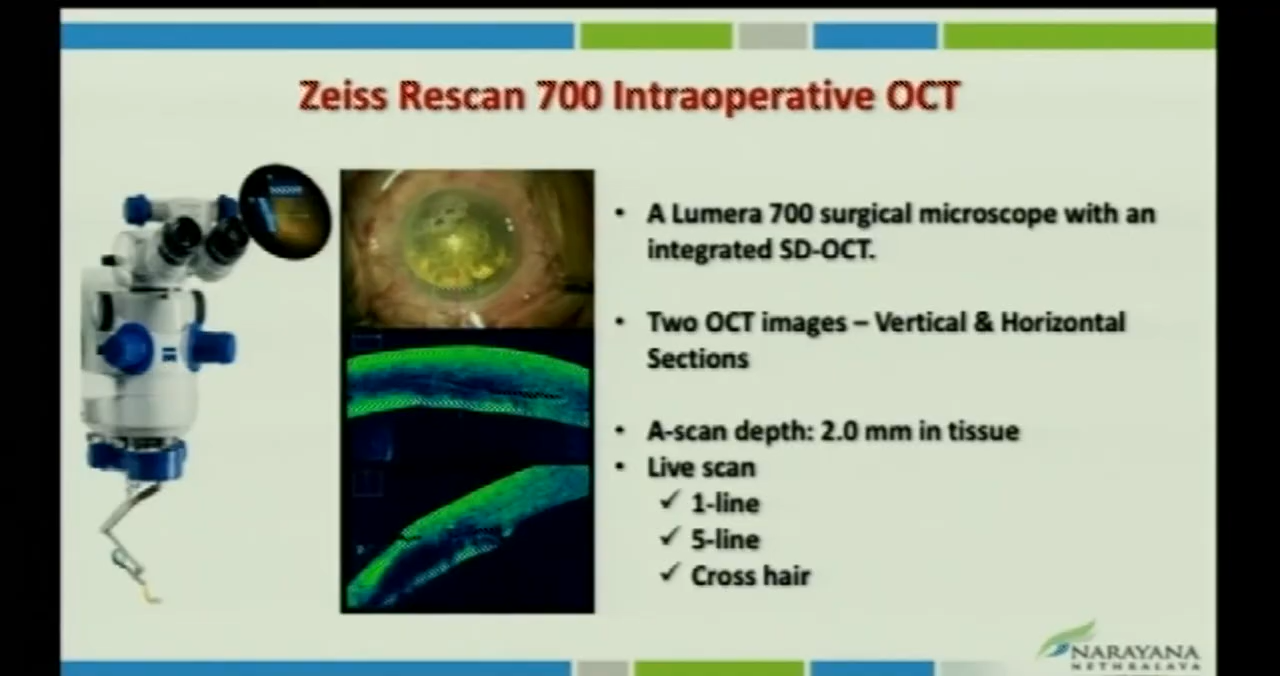 Zeiss Rescan 700 Intraoperative OCT
• A Lumera 700 surgical microscope with an
integrated SD-OCT.
• Two OCT images – Vertical & Horizontal
Sections
• A-scan depth: 2.0 mm in tissue
• Live scan
✓ 1-line
✓ 5-line
✓ Cross hair
NARAYANA
NETHRALAYA